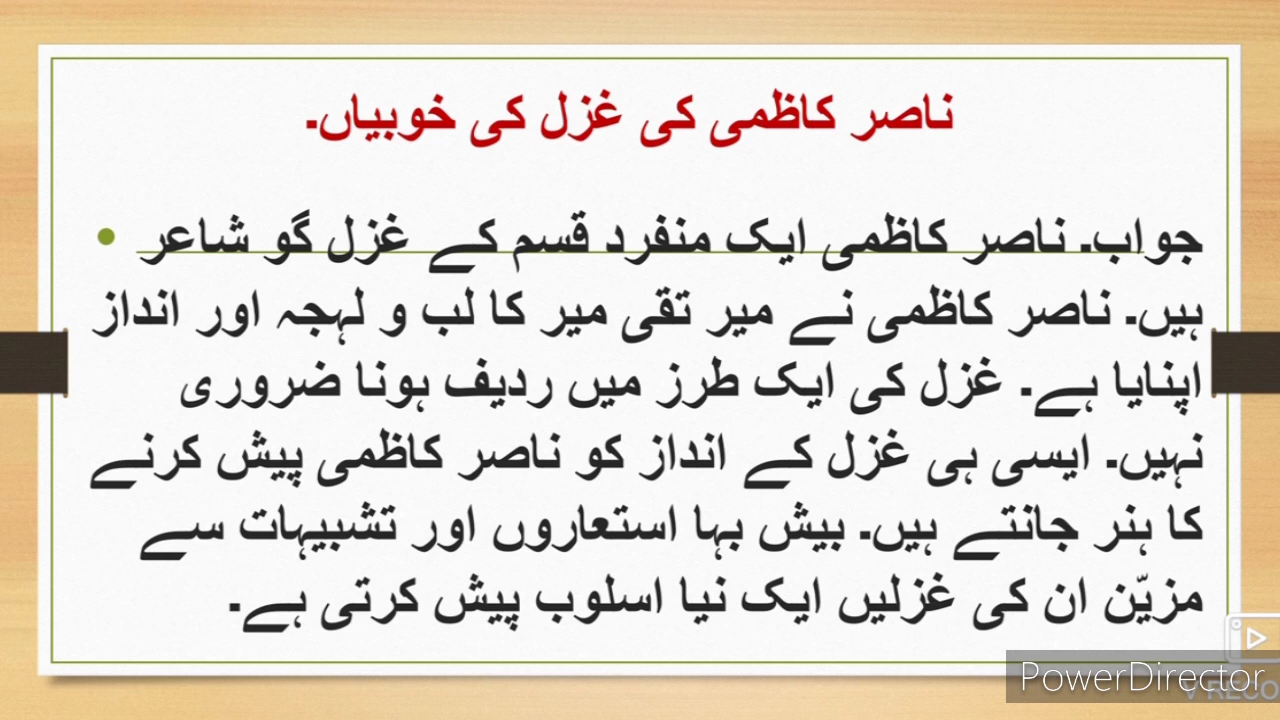 ناصر کاظمی کی غزل کی خوبیاں۔
• جواب۔ ناصر کاظمی ایک منفرد قسم کے غزل گو شاعر
ہیں۔ ناصر کاظمی نے میر تقی میر کا لب و لہجہ اور انداز
اپنایا ہے۔ غزل کی ایک طرز میں ردیف ہونا ضروری
نہیں۔ ایسی ہی غزل کے انداز کو ناصر کاظمی پیش کرنے
کا ہنر جانتے ہیں۔ بیش بہا استعاروں اور تشبیہات سے
مزیّن ان کی غزلیں ایک نیا اسلوب پیش کرتی ہے۔
PowerDirector
V RECO